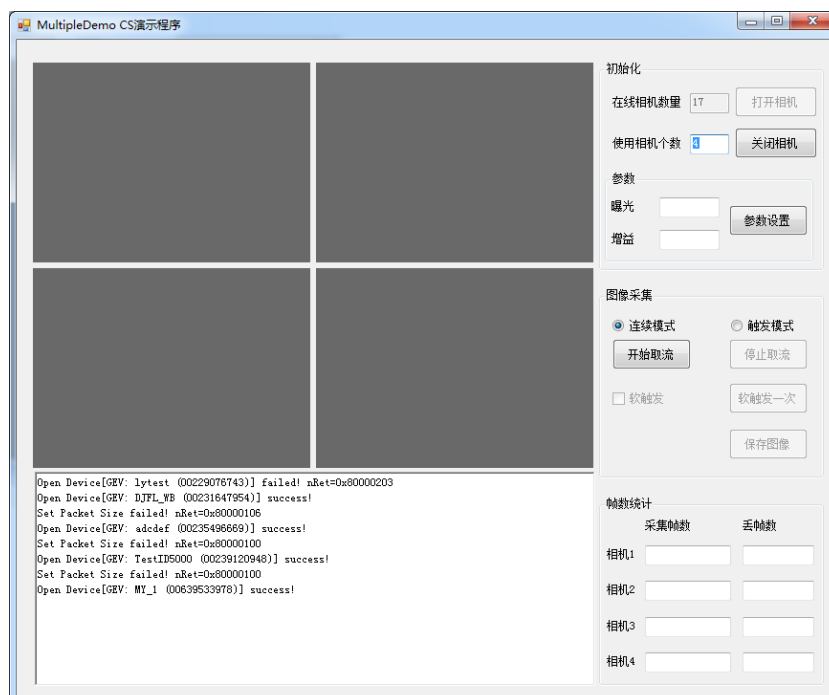 MultipleDemo CS演示程序
初始化
在线相机数量 17 打开相机
使用相机个数 4 关闭相机
参数
曝光
增益
参数设置
图像采集
连续模式 触发模式
开始取流 停止取流
软触发 软触发一次
保存图像
Open Device[GEV: lytest (00229076743)] failed! nRet=0x80000203
Open Device[GEV: DJFL_WB (00231647954)] success!
Set Packet Size failed! nRet=0x80000106
Open Device[GEV: adcdef (00235496669)] success!
Set Packet Size failed! nRet=0x80000100
Open Device[GEV: TestID5000 (00239120948)] success!
Set Packet Size failed! nRet=0x80000100
Open Device[GEV: MY_1 (00639533978)] success!
帧数统计
采集帧数 丢帧数
相机1
相机2
相机3
相机4